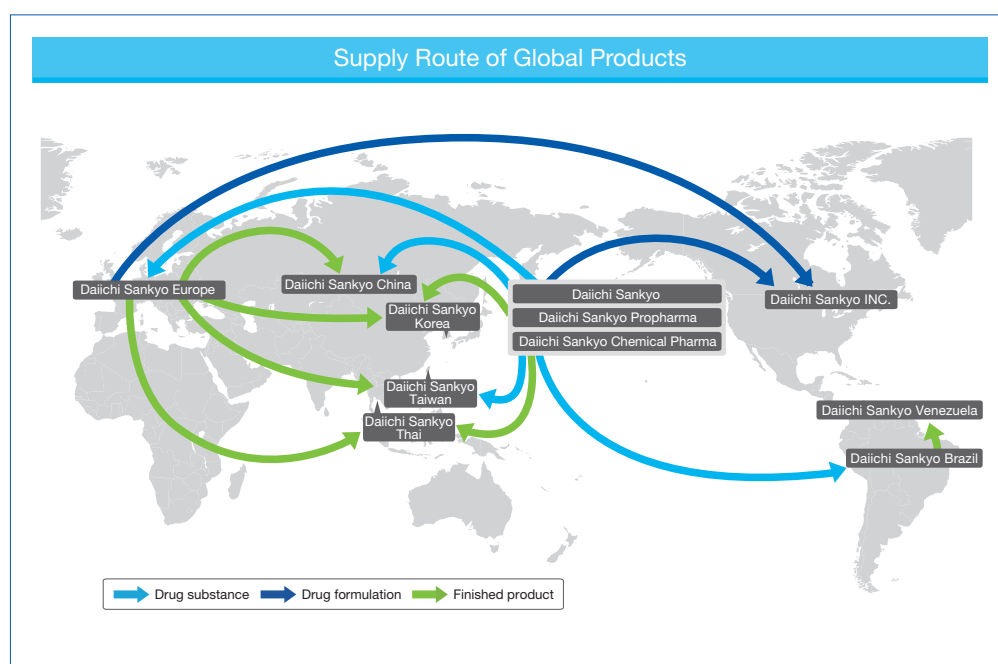 Supply Route of Global Products
Daiichi Sankyo Europe
Daiichi Sankyo China
Daiichi Sankyo
Korea
Daiichi Sankyo
Taiwan
Daiichi Sankyo
Thai
Daiichi Sankyo
Daiichi Sankyo Propharma
Daiichi Sankyo Chemical Pharma
Daiichi Sankyo INC.
Daiichi Sankyo Venezuela
Daiichi Sankyo Brazil
Drug substance
Drug formulation
Finished product